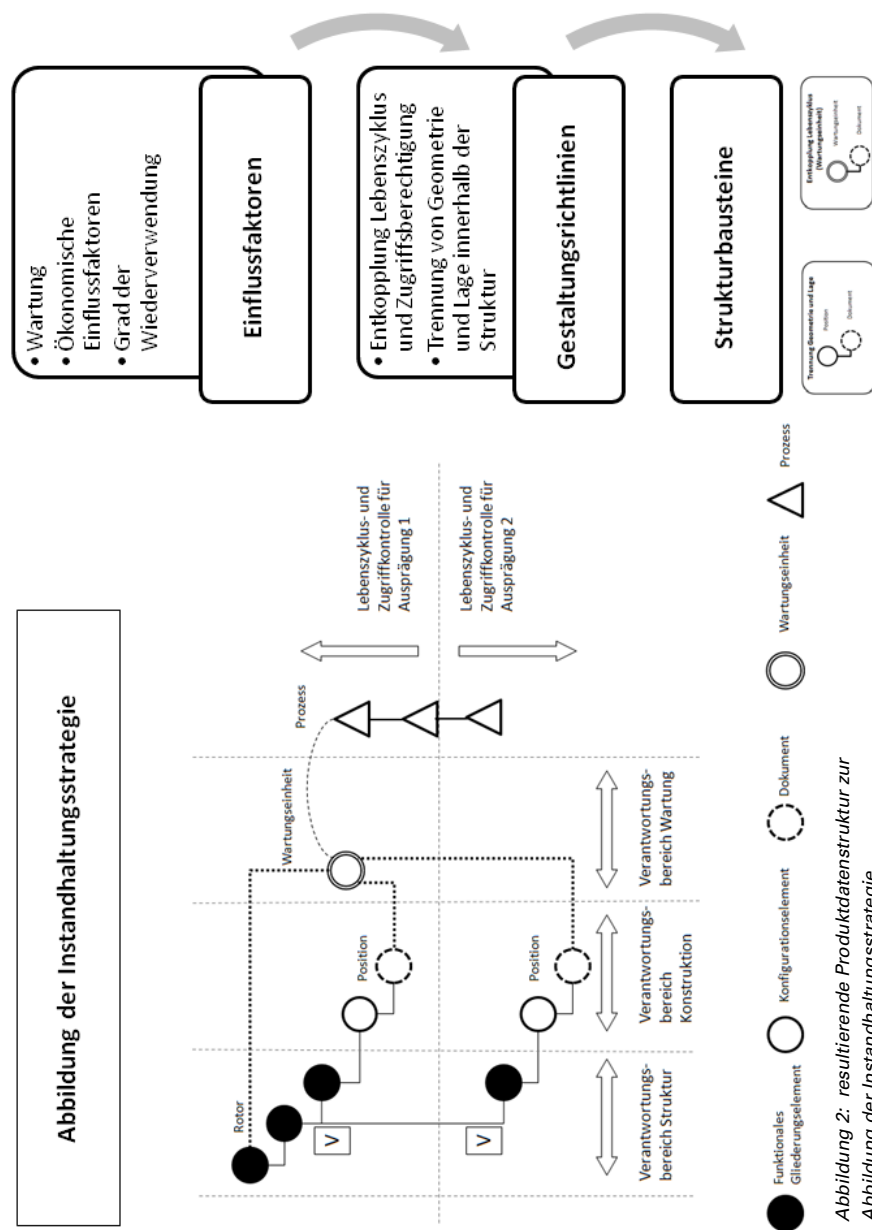 Abbildung der Instandhaltungsstrategie
Rotor
V
V
Position
Position
Wartungseinheit
Prozess
Lebenszyklus- und
Zugriffkontrolle für
Ausprägung 1
Lebenszyklus- und
Zugriffkontrolle für
Ausprägung 2
Verantwortungs-
bereich Struktur
Verantwortungs-
bereich
Konstruktion
Verantwortungs-
bereich Wartung
Funktionales
Gliederungselement
Konfigurationselement
Dokument
Wartungseinheit
Prozess
Abbildung 2: resultierende Produktdatenstruktur zur
Abbildung der Instandhaltungsstrategie
• Wartung
• Ökonomische
Einflussfaktoren
• Grad der
Wiederverwendung
Einflussfaktoren
• Entkopplung Lebenszyklus
und Zugriffsberechtigung
• Trennung von Geometrie
und Lage innerhalb der
Struktur
Gestaltungsrichtlinien
Strukturbausteine
Trennung Geometrie und Lage
Position
Dokument
Entkopplung Lebenszyklus
(Wartungseinheit)
Wartungseinheit
Dokument